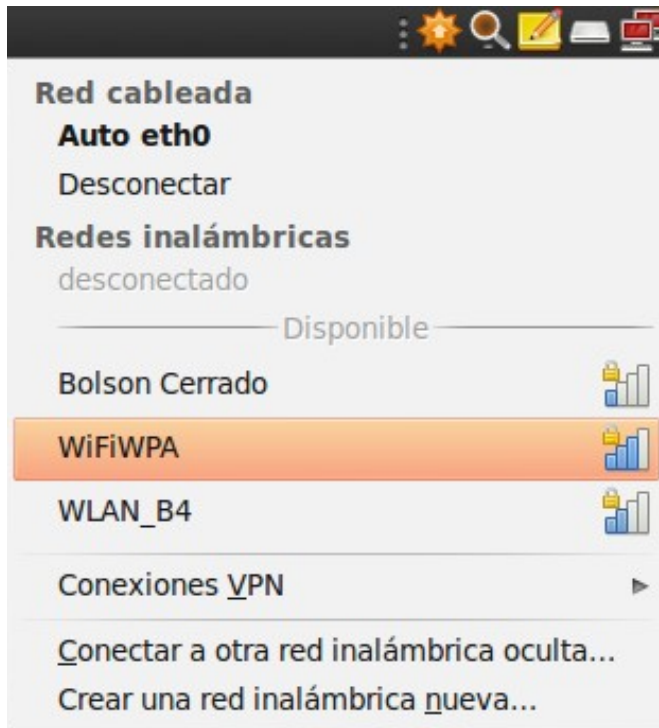 Red cableada
Auto eth0
Desconectar
Redes inalámbricas
desconectado
Disponible
Bolson Cerrado
WiFiWPA
WLAN_B4
Conexiones VPN
Conectar a otra red inalámbrica oculta...
Crear una red inalámbrica nueva...